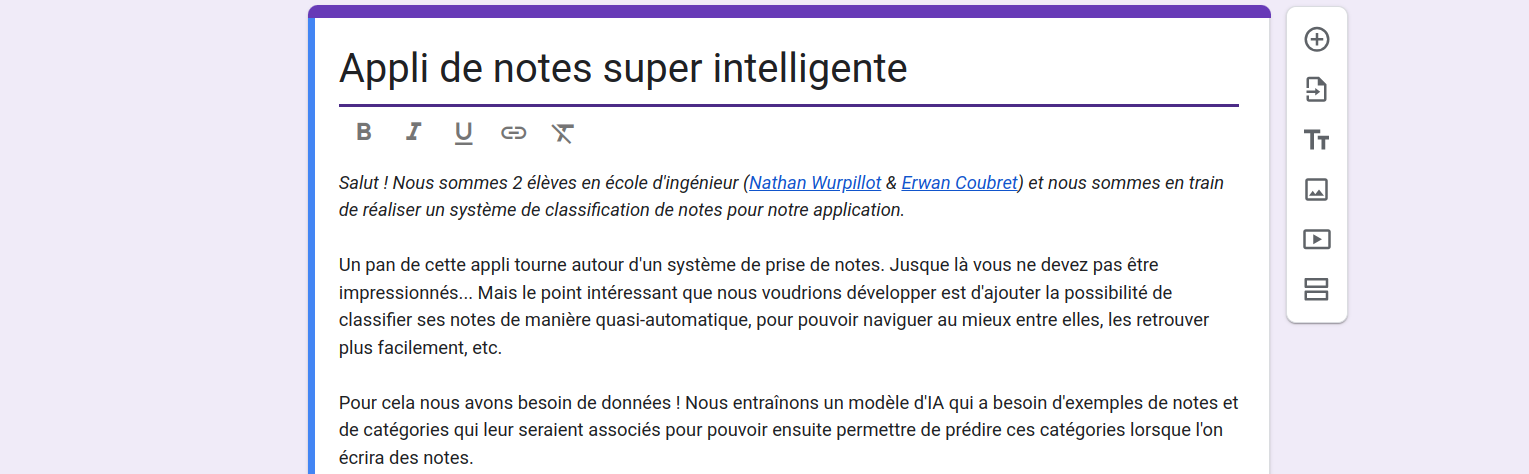 Appli de notes super intelligente
B I U
Salut ! Nous sommes 2 élèves en école d'ingénieur (Nathan Wurpillot & Erwan Coubret) et nous sommes en train
de réaliser un système de classification de notes pour notre application.
Un pan de cette appli tourne autour d'un système de prise de notes. Jusque là vous ne devez pas être
impressionnés... Mais le point intéressant que nous voudrions développer est d'ajouter la possibilité de
classifier ses notes de manière quasi-automatique, pour pouvoir naviguer au mieux entre elles, les retrouver
plus facilement, etc.
Pour cela nous avons besoin de données ! Nous entraînons un modèle d'IA qui a besoin d'exemples de notes et
de catégories qui leur seraient associés pour pouvoir ensuite permettre de prédire ces catégories lorsque l'on
écrira des notes.
Tт